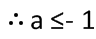 ∴ a ≤- 1